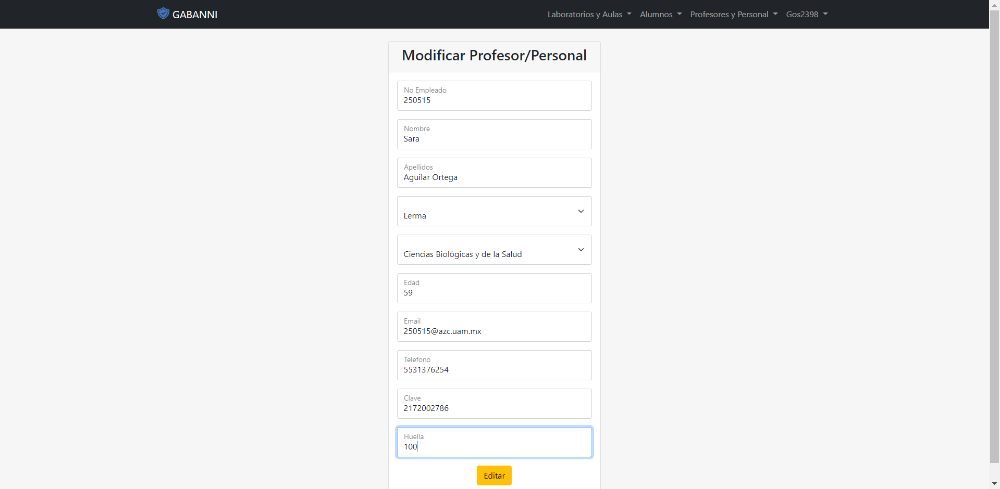 GABANNI
Laboratorios y Aulas Alumnos Profesores y Personal Gos2398
Modificar Profesor/Personal
No Empleado
250515
Nombre
Sara
Apellidos
Aguilar Ortega
Lerma
Ciencias Biológicas y de la Salud
Edad
59
Email
250515@azc.uam.mx
Telefono
5531376254
Clave
2172002786
Huella
100
Editar